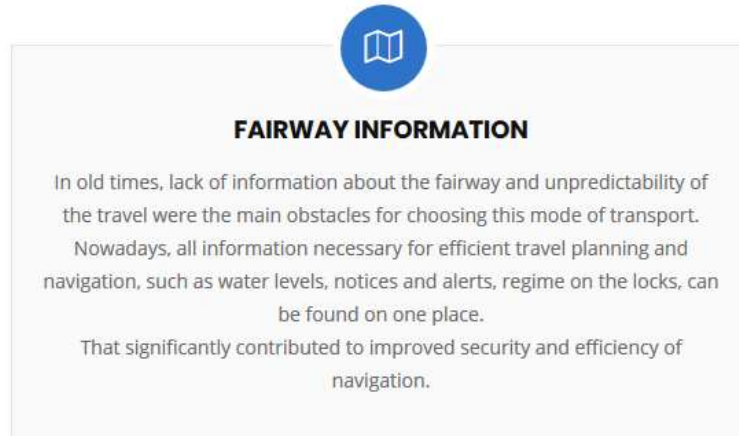 FAIRWAY INFORMATION
In old times, lack of information about the fairway and unpredictability of
the travel were the main obstacles for choosing this mode of transport.
Nowadays, all information necessary for efficient travel planning and
navigation, such as water levels, notices and alerts, regime on the locks, can
be found on one place.
That significantly contributed to improved security and efficiency of
navigation.